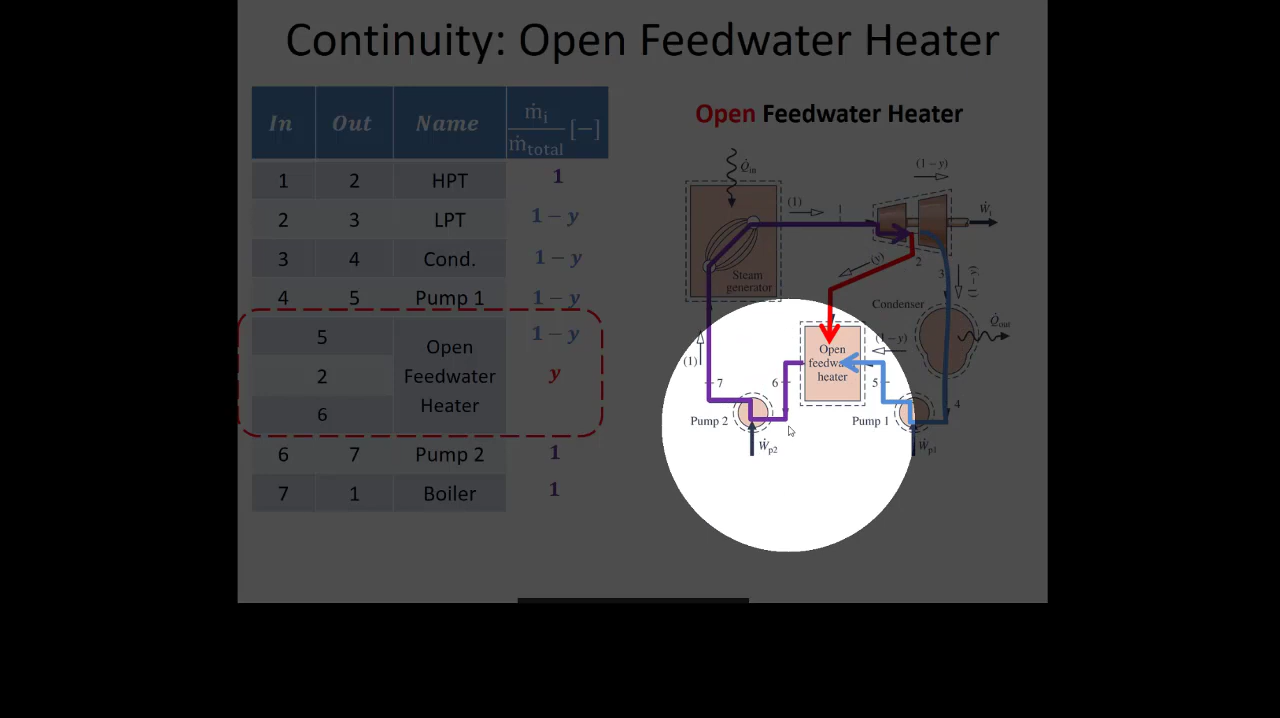 Continuity: Open Feedwater Heater
In Out Name ṁi/ṁtotal [−]
1 2 HPT 1
2 3 LPT 1 − y
3 4 Cond. 1 − y
4 5 Pump 1 1 − y
5 1 − y
2 y
6
Open
Feedwater
Heater
6 7 Pump 2 1
7 1 Boiler 1
Open Feedwater Heater
Q̇in
(1 − y)
(1)
1
Ẇt
Steam
generator
(y)
2
3
(1 − y)
Condenser
Q̇out
(1 − y)
Open
feedwa
heater
(1)
7
6
5
4
Pump 2
Pump 1
Ẇp2
Ẇp1